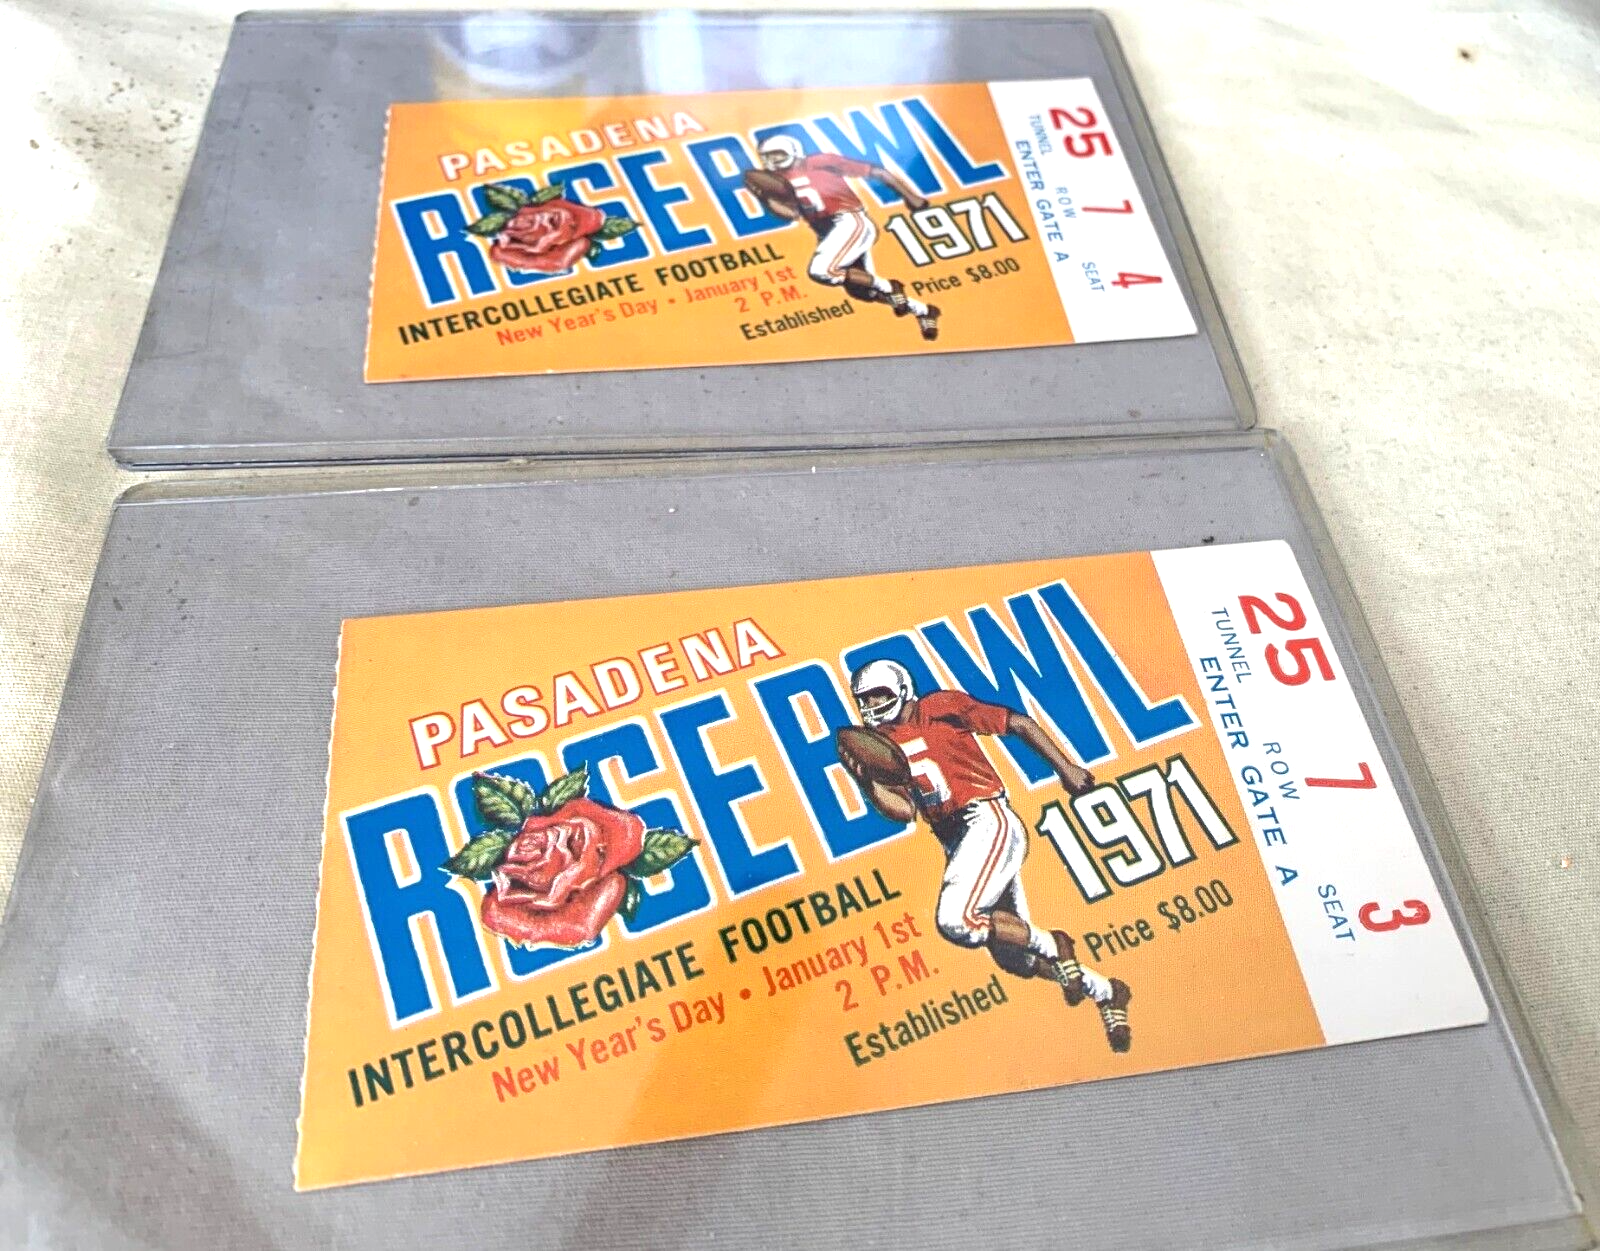 PASADENA
ROSE BOWL
1971
INTERCOLLEGIATE FOOTBALL
New Year's Day • January 1st
2 P.M.
Established Price $8.00
5
25 7 4
TUNNEL ROW SEAT
ENTER GATE A
PASADENA
ROSE BOWL
1971
INTERCOLLEGIATE FOOTBALL
New Year's Day • January 1st
2 P.M.
Established Price $8.00
5
25 7 3
TUNNEL ROW SEAT
ENTER GATE A